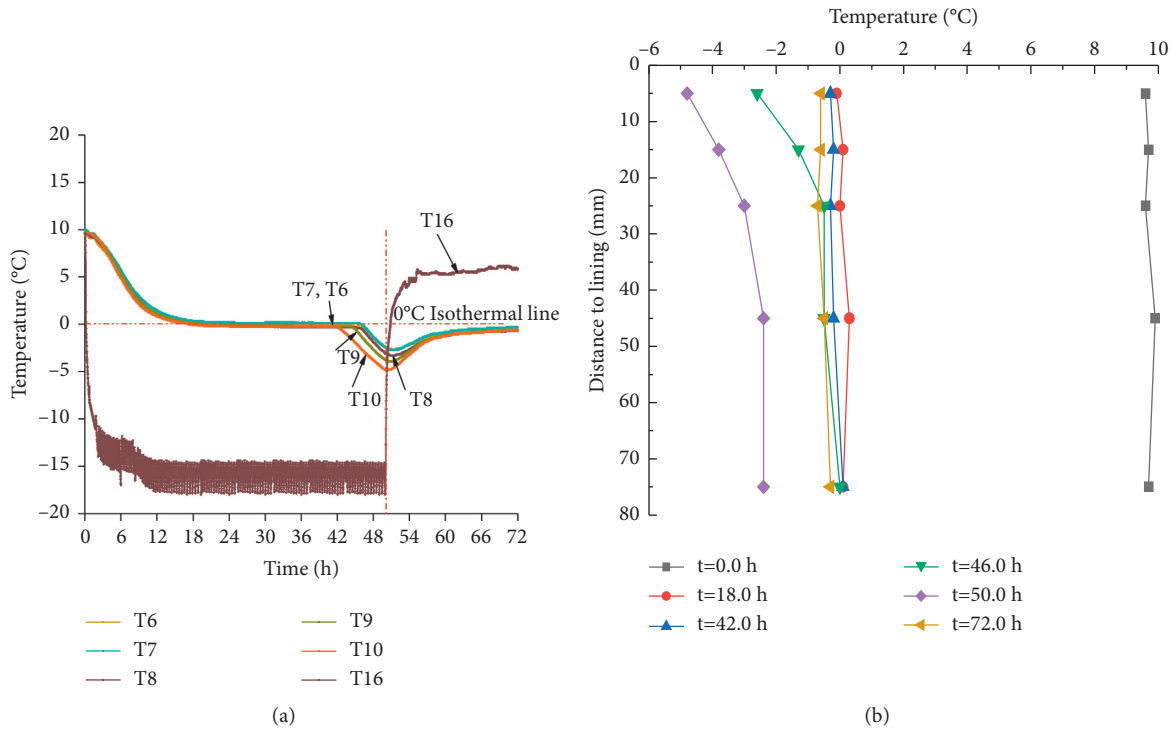 20
15
10
5
0
−5
−10
−15
−20
Temperature (°C)
0 6 12 18 24 30 36 42 48 54 60 66 72
Time (h)
T16
T7, T6
0°C Isothermal line
T9
T10
T8
T6
T7
T8
T9
T10
T16
(a)
Temperature (°C)
−6 −4 −2 0 2 4 6 8 10
0
10
20
30
40
50
60
70
80
Distance to lining (mm)
t=0.0 h
t=18.0 h
t=42.0 h
t=46.0 h
t=50.0 h
t=72.0 h
(b)